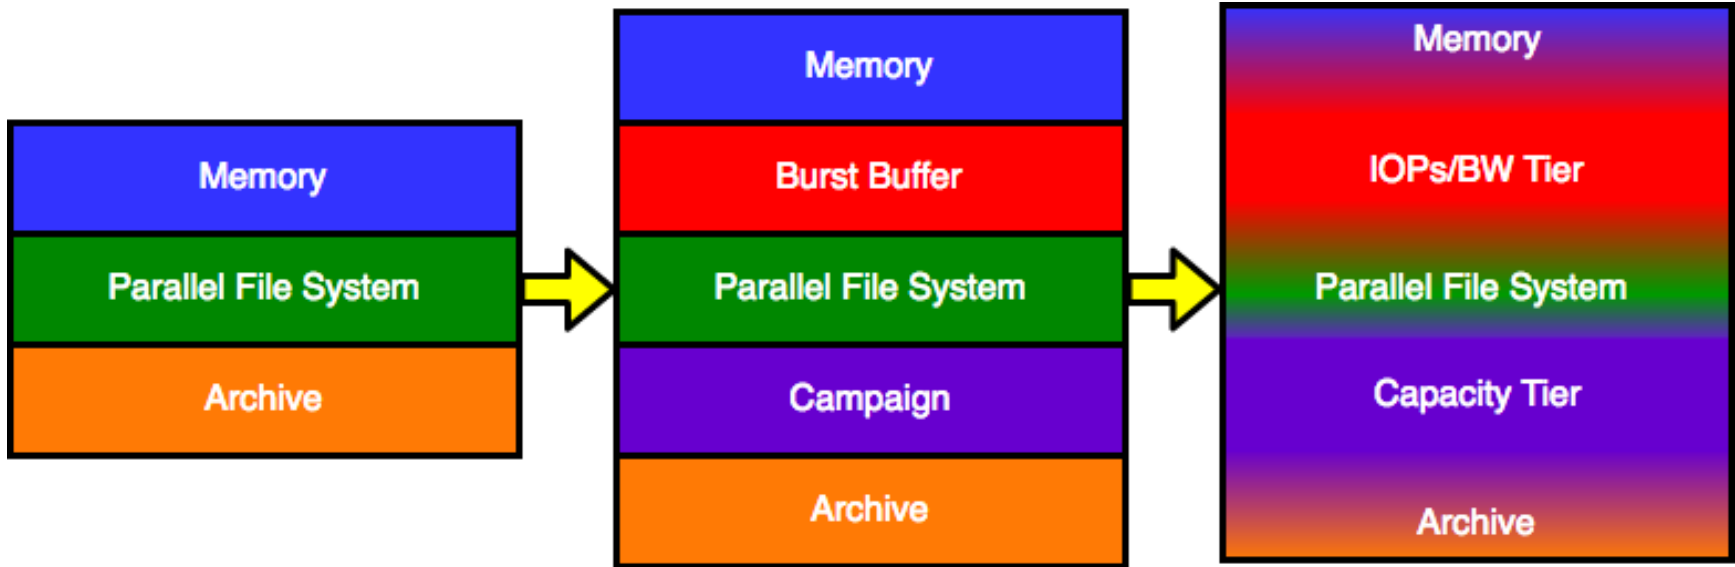 Memory
Parallel File System
Archive
Memory
Burst Buffer
Parallel File System
Campaign
Archive
Memory
IOPs/BW Tier
Parallel File System
Capacity Tier
Archive